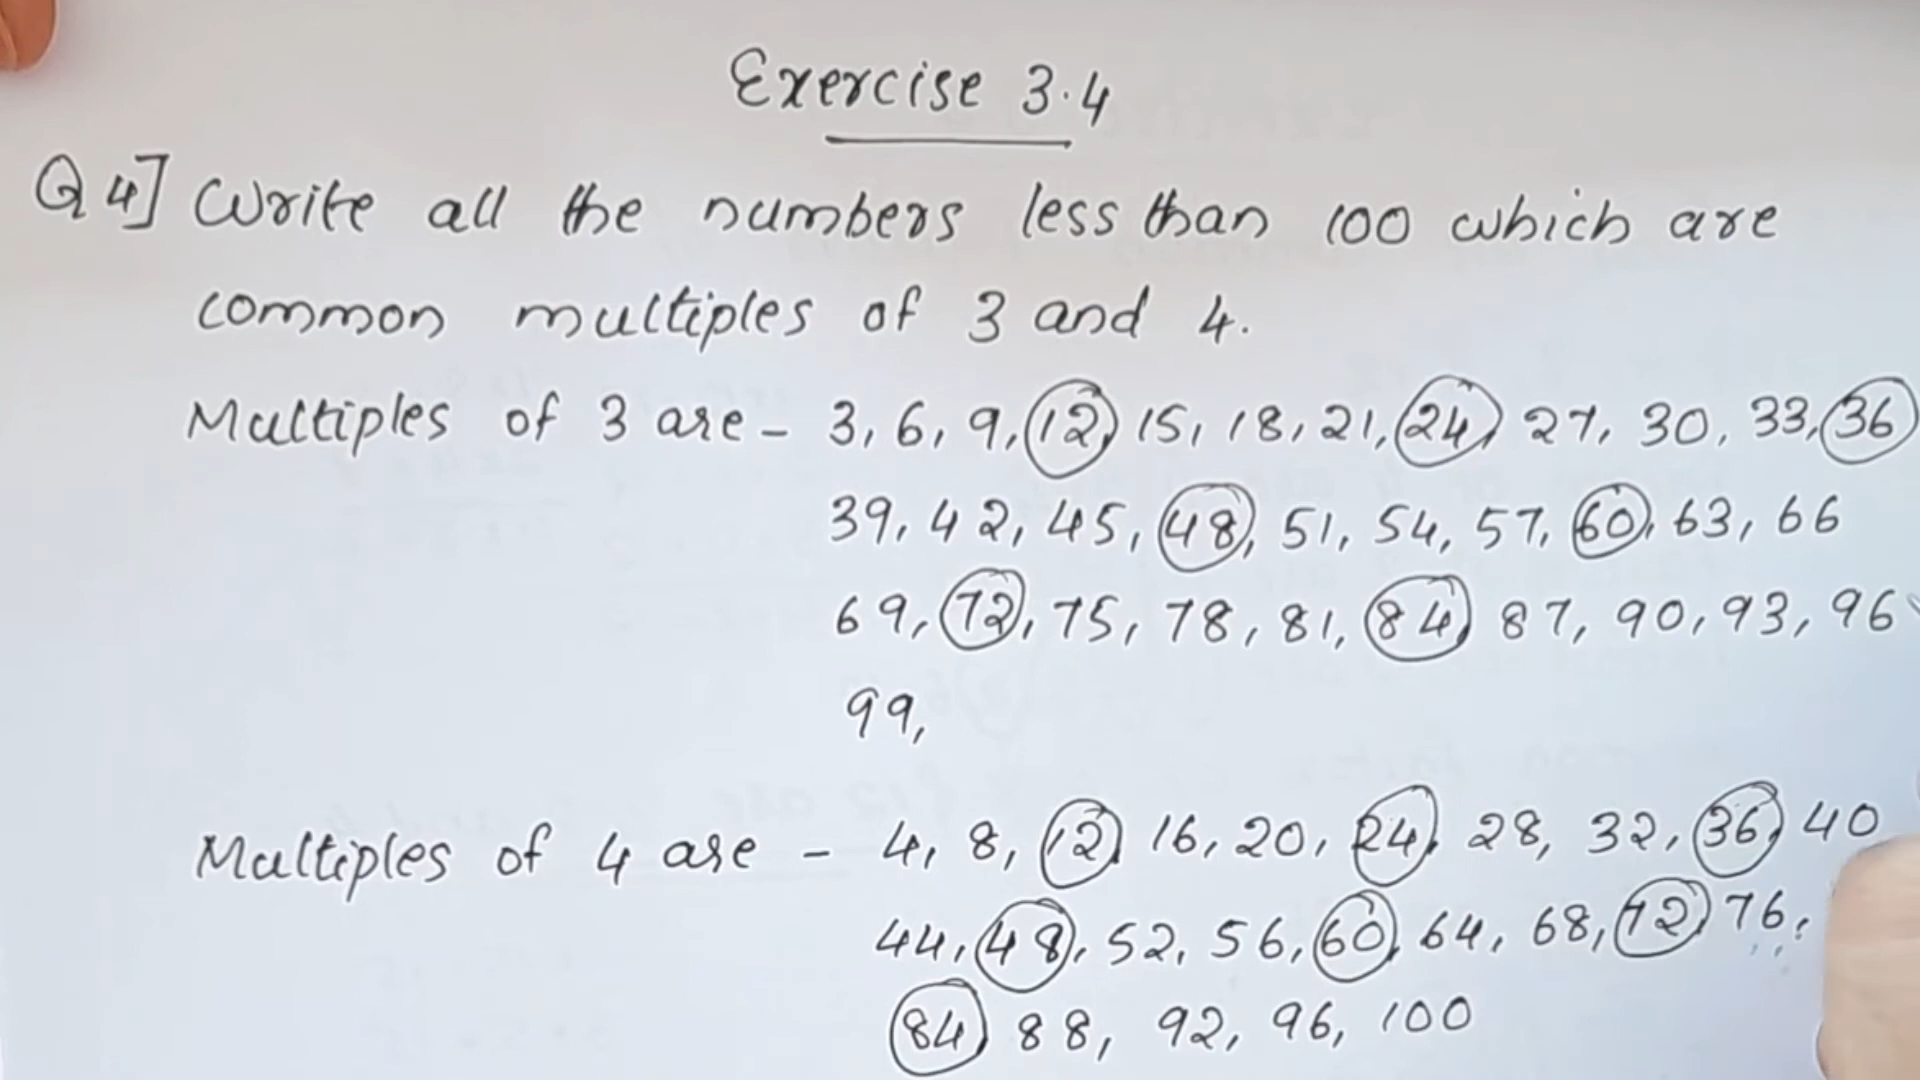 Exercise 3.4
Q4] Write all the numbers less than 100 which are
common multiples of 3 and 4.
Multiples of 3 are - 3, 6, 9, 12, 15, 18, 21, 24, 27, 30, 33, 36
39, 42, 45, 48, 51, 54, 57, 60, 63, 66
69, 72, 75, 78, 81, 84, 87, 90, 93, 96
99,
Multiples of 4 are - 4, 8, 12, 16, 20, 24, 28, 32, 36, 40
44, 48, 52, 56, 60, 64, 68, 72, 76,
84, 88, 92, 96, 100